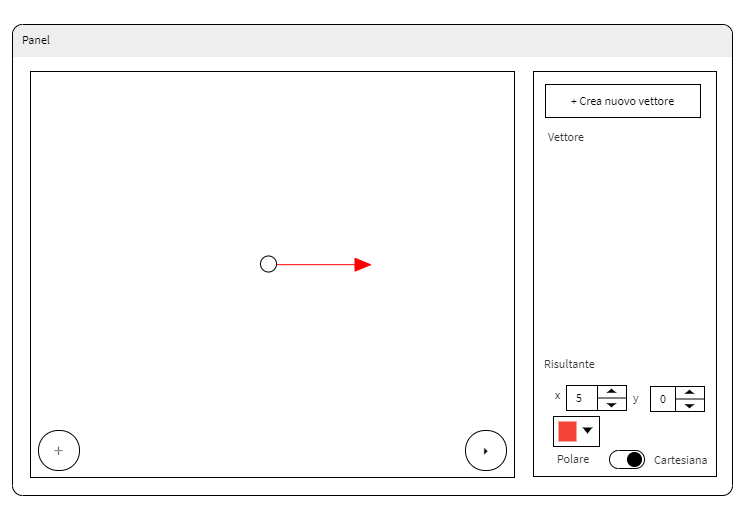 Panel
+ Crea nuovo vettore
Vettore
Risultante
x 5 y 0
Polare Cartesiana
+